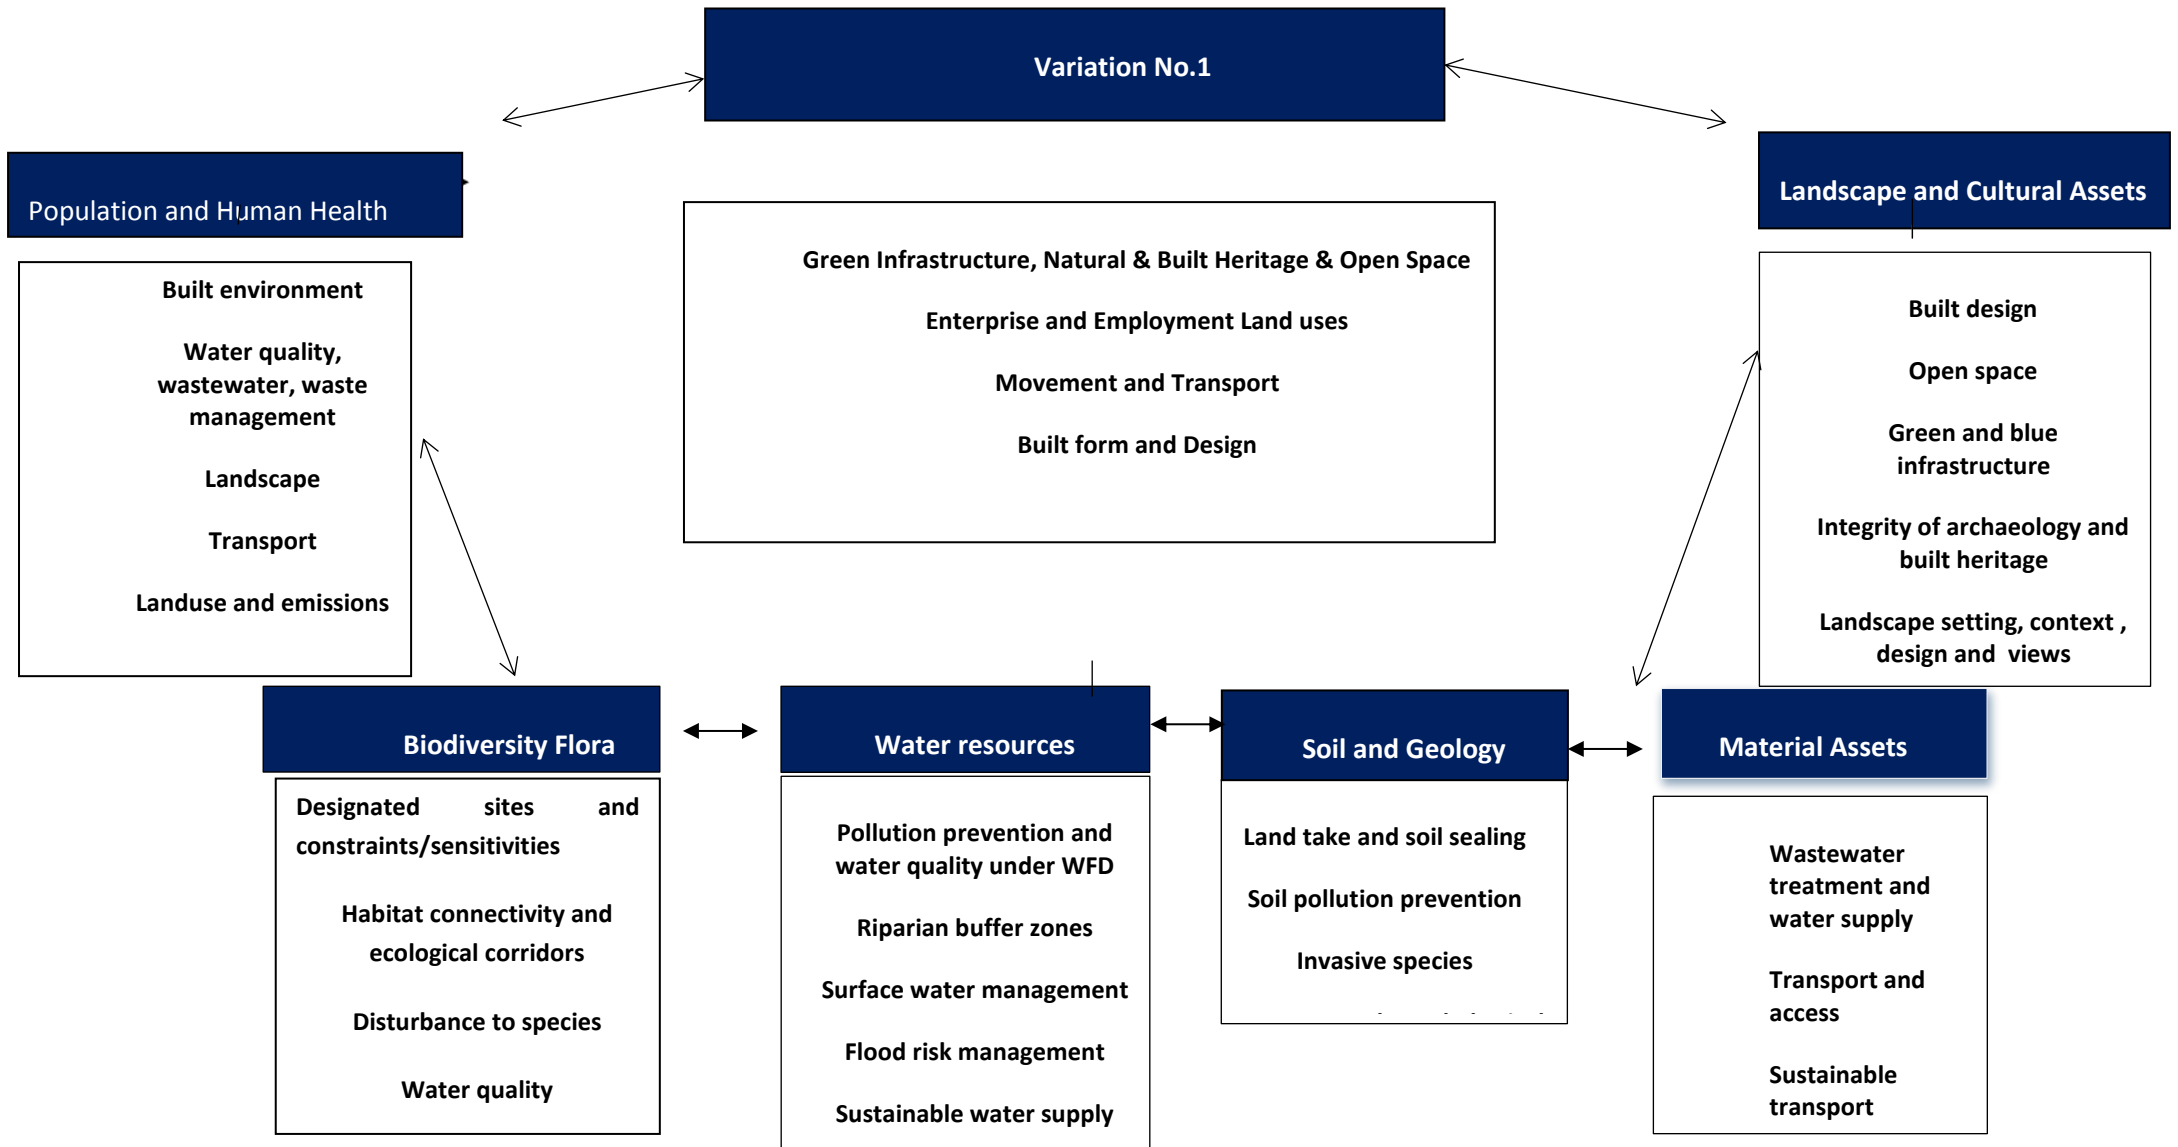 Variation No.1
Population and Human Health
Built environment
Water quality,
wastewater, waste
management
Landscape
Transport
Landuse and emissions
Green Infrastructure, Natural & Built Heritage & Open Space
Enterprise and Employment Land uses
Movement and Transport
Built form and Design
Landscape and Cultural Assets
Built design
Open space
Green and blue
infrastructure
Integrity of archaeology and
built heritage
Landscape setting, context ,
design and  views
Biodiversity Flora
Designated sites and
constraints/sensitivities
Habitat connectivity and
ecological corridors
Disturbance to species
Water quality
Water resources
Pollution prevention and
water quality under WFD
Riparian buffer zones
Surface water management
Flood risk management
Sustainable water supply
Soil and Geology
Land take and soil sealing
Soil pollution prevention
Invasive species
Material Assets
Wastewater
treatment and
water supply
Transport and
access
Sustainable
transport